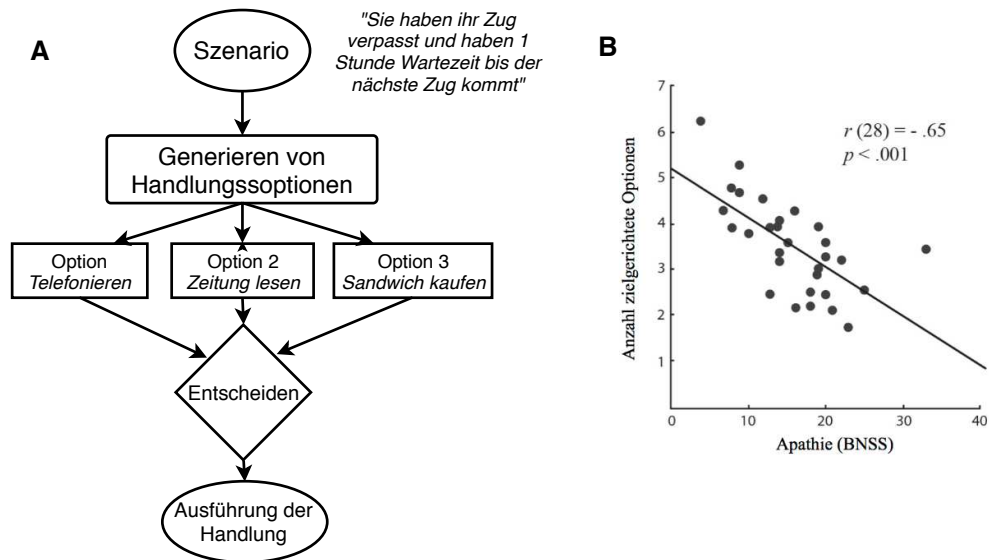 A
Szenario
"Sie haben ihr Zug
verpasst und haben 1
Stunde Wartezeit bis der
nächste Zug kommt"
Generieren von
Handlungssoptionen
Option
Telefonieren
Option 2
Zeitung lesen
Option 3
Sandwich kaufen
Entscheiden
Ausführung der
Handlung
B
7
6
5
4
3
2
1
Anzahl zielgerichtete Optionen
r (28) = - .65
p < .001
0
10
20
30
40
Apathie (BNSS)